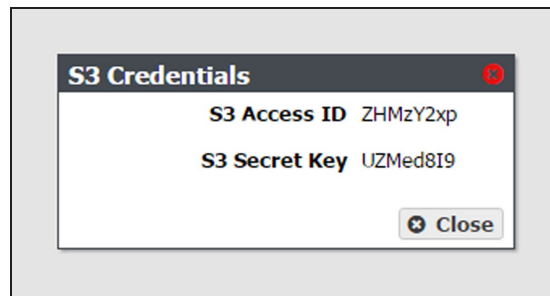 S3 Credentials
S3 Access ID ZHMzY2xp
S3 Secret Key UZMed8I9
Close